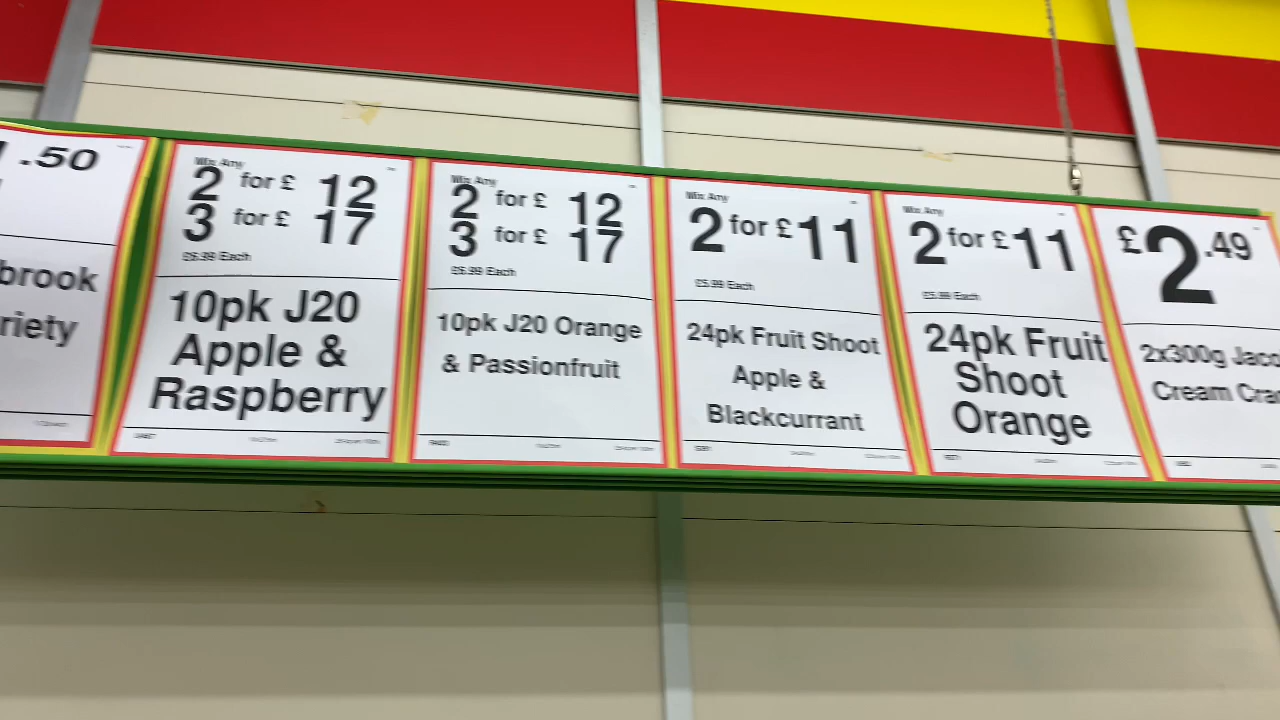 .50
brook
riety
Mix Any
2 for £ 12
3 for £ 17
£6.99 Each
10pk J20
Apple &
Raspberry
Mix Any
2 for £ 12
3 for £ 17
£6.99 Each
10pk J20 Orange
& Passionfruit
Mix Any
2 for £11
£5.99 Each
24pk Fruit Shoot
Apple &
Blackcurrant
Mix Any
2 for £11
£5.99 Each
24pk Fruit
Shoot
Orange
£2.49
2x300g Jaco
Cream Cra